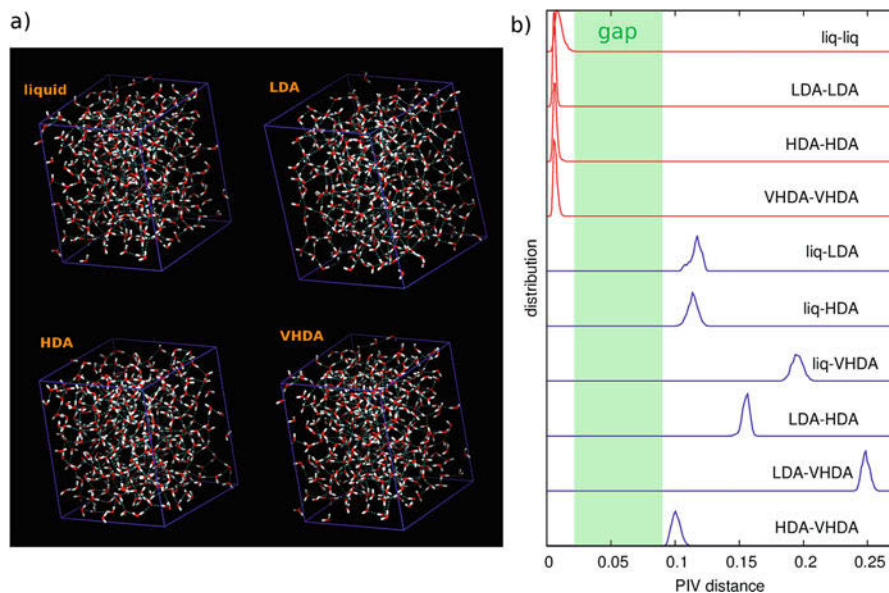 a)
liquid
LDA
HDA
VHDA
b)
gap
liq-liq
LDA-LDA
HDA-HDA
VHDA-VHDA
liq-LDA
liq-HDA
liq-VHDA
LDA-HDA
LDA-VHDA
HDA-VHDA
distribution
0 0.05 0.1 0.15 0.2 0.25
PIV distance